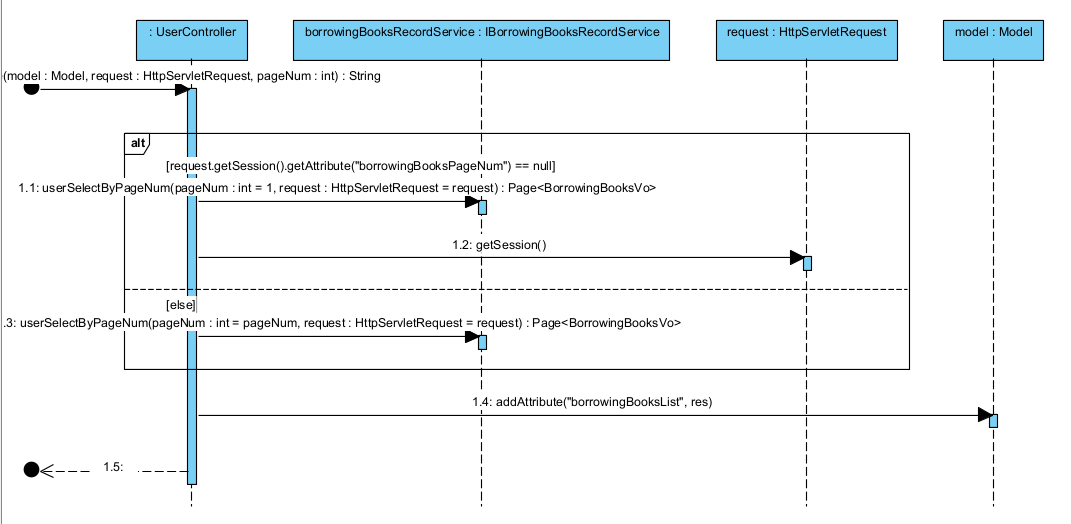 : UserController
borrowingBooksRecordService : IBorrowingBooksRecordService
request : HttpServletRequest
model : Model
(model : Model, request : HttpServletRequest, pageNum : int) : String
alt
[request.getSession().getAttribute("borrowingBooksPageNum") == null]
1.1: userSelectByPageNum(pageNum : int = 1, request : HttpServletRequest = request) : Page<BorrowingBooksVo>
1.2: getSession()
[else]
.3: userSelectByPageNum(pageNum : int = pageNum, request : HttpServletRequest = request) : Page<BorrowingBooksVo>
1.4: addAttribute("borrowingBooksList", res)
1.5: